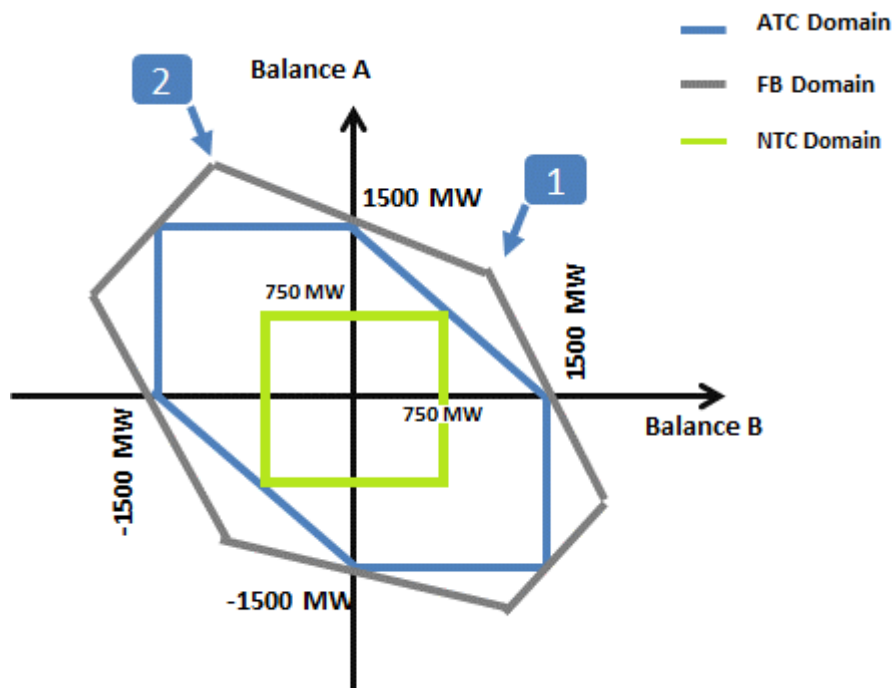 ATC Domain
Balance A
2
FB Domain
NTC Domain
1
1500 MW
750 MW
1500 MW
750 MW
Balance B
-1500 MW
-1500 MW